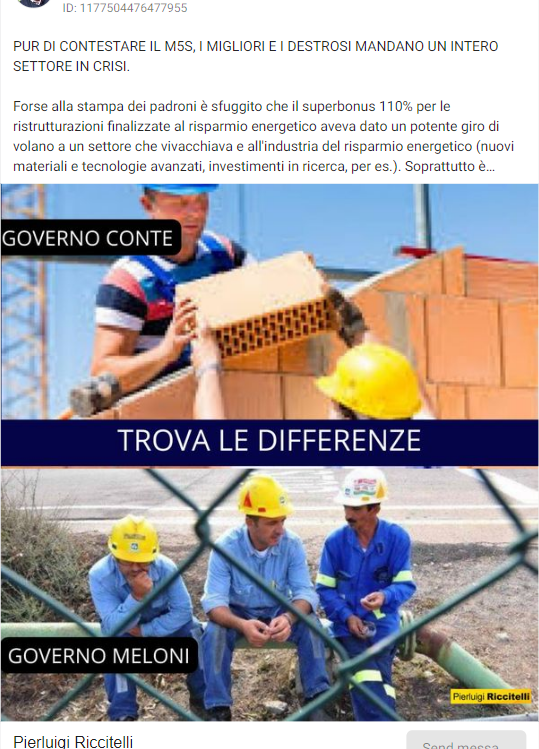 ID: 1177504476477955
PUR DI CONTESTARE IL M5S, I MIGLIORI E I DESTROSI MANDANO UN INTERO
SETTORE IN CRISI.
Forse alla stampa dei padroni è sfuggito che il superbonus 110% per le
ristrutturazioni finalizzate al risparmio energetico aveva dato un potente giro di
volano a un settore che vivacchiava e all'industria del risparmio energetico (nuovi
materiali e tecnologie avanzati, investimenti in ricerca, per es.). Soprattutto è...
GOVERNO CONTE
TROVA LE DIFFERENZE
GOVERNO MELONI
Pierluigi Riccitelli
Pierluigi Riccitelli
Send messa